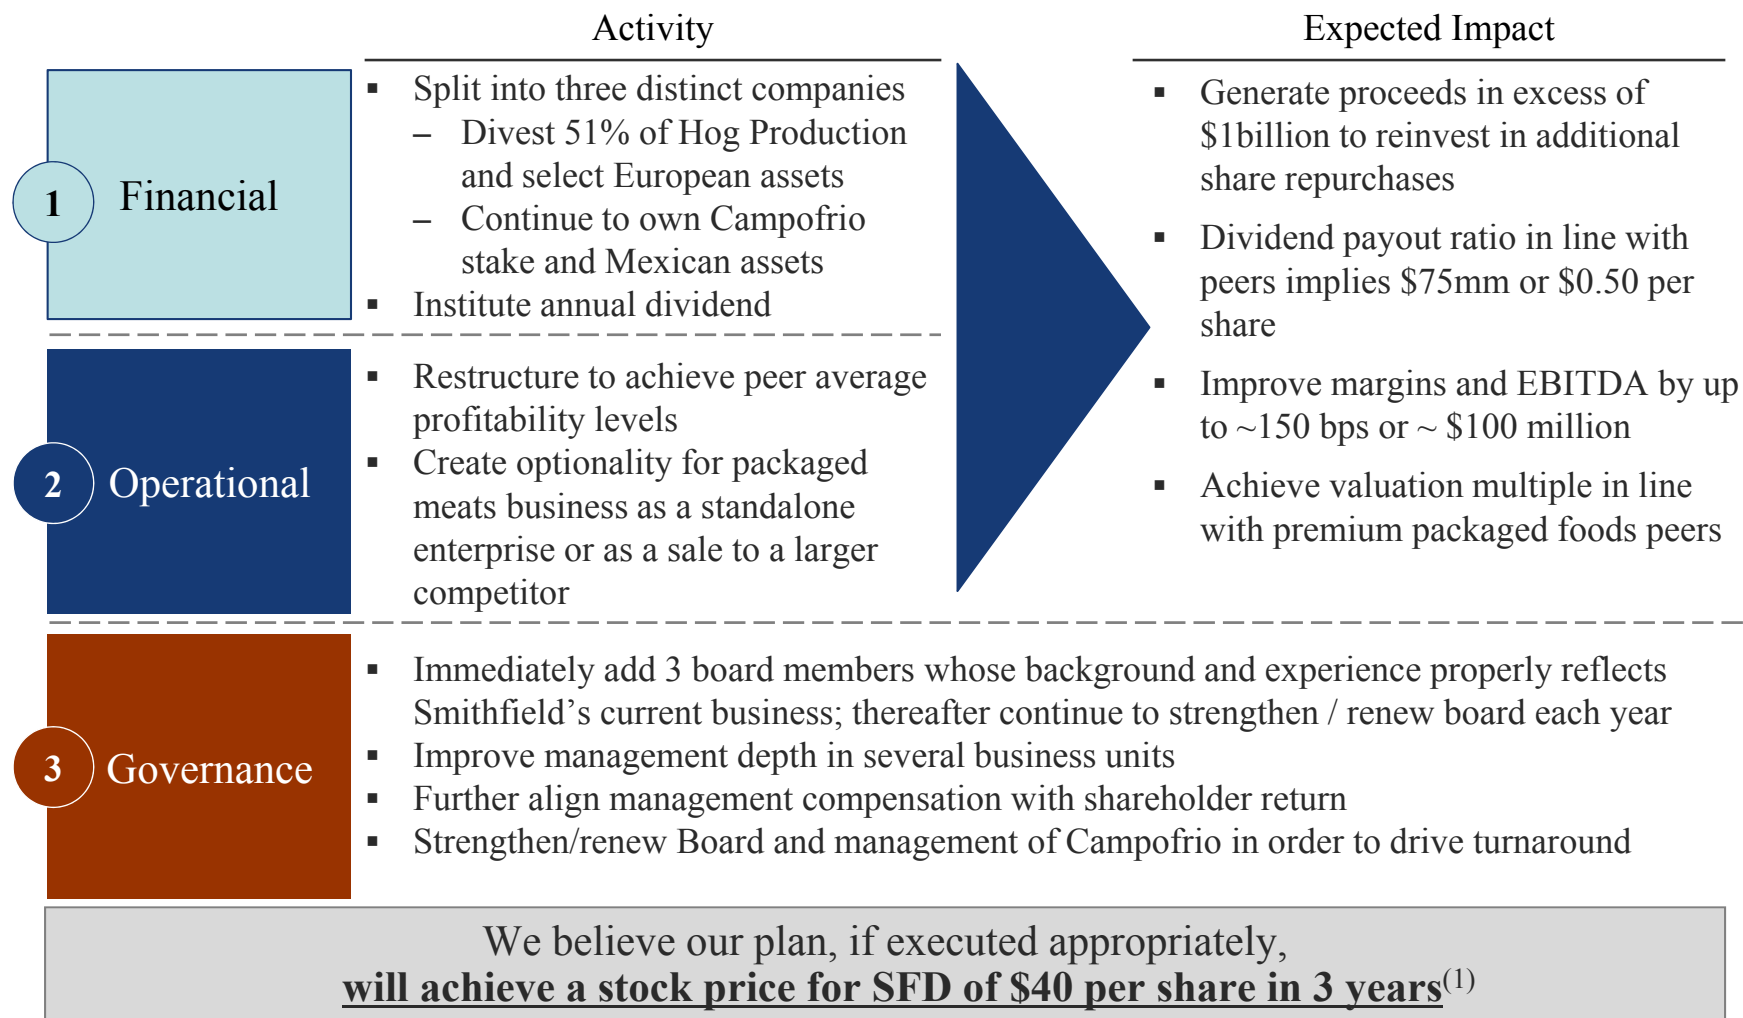 Activity
Expected Impact
1
Financial
▪ Split into three distinct companies
– Divest 51% of Hog Production
and select European assets
– Continue to own Campofrio
stake and Mexican assets
▪ Institute annual dividend
2
Operational
▪ Restructure to achieve peer average
profitability levels
▪ Create optionality for packaged
meats business as a standalone
enterprise or as a sale to a larger
competitor
▪ Generate proceeds in excess of
$1billion to reinvest in additional
share repurchases
▪ Dividend payout ratio in line with
peers implies $75mm or $0.50 per
share
▪ Improve margins and EBITDA by up
to ~150 bps or ~ $100 million
▪ Achieve valuation multiple in line
with premium packaged foods peers
3
Governance
▪ Immediately add 3 board members whose background and experience properly reflects
Smithfield’s current business; thereafter continue to strengthen / renew board each year
▪ Improve management depth in several business units
▪ Further align management compensation with shareholder return
▪ Strengthen/renew Board and management of Campofrio in order to drive turnaround
We believe our plan, if executed appropriately,
will achieve a stock price for SFD of $40 per share in 3 years(1)